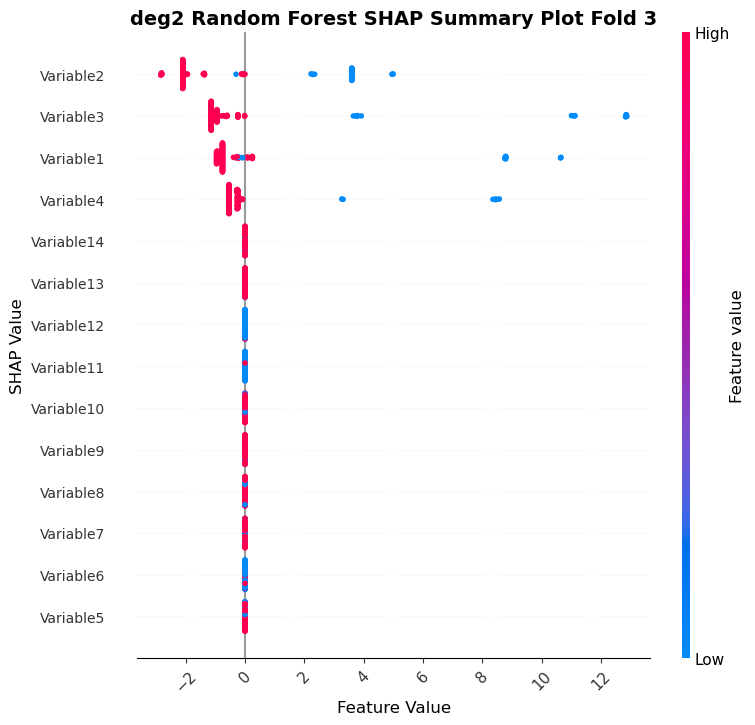 deg2 Random Forest SHAP Summary Plot Fold 3
High
Variable2
Variable3
Variable1
Variable4
Variable14
Variable13
Variable12
Variable11
Variable10
Variable9
Variable8
Variable7
Variable6
Variable5
SHAP Value
Feature value
Low
−2
0
2
4
6
8
10
12
Feature Value